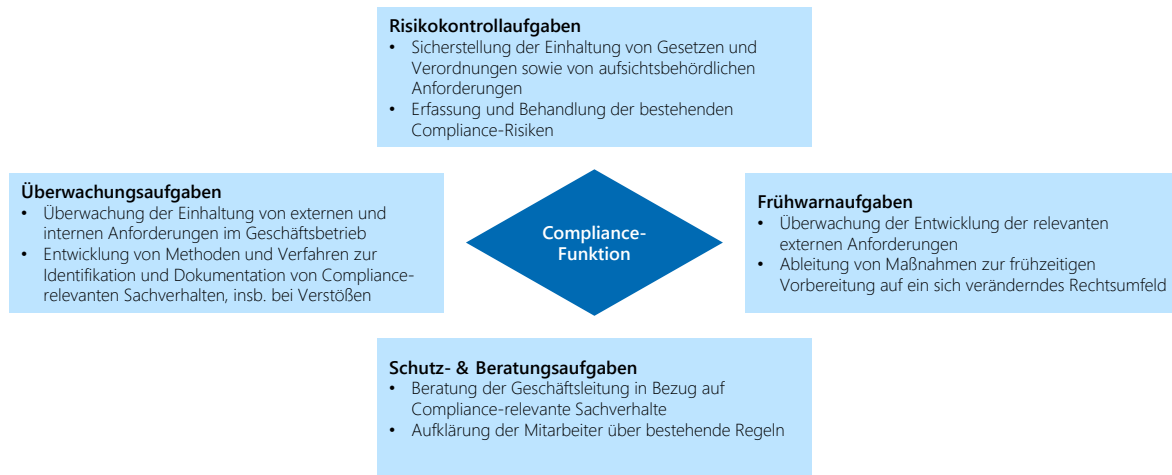 Risikokontrollaufgaben
• Sicherstellung der Einhaltung von Gesetzen und
Verordnungen sowie von aufsichtsbehördlichen
Anforderungen
• Erfassung und Behandlung der bestehenden
Compliance-Risiken
Überwachungsaufgaben
• Überwachung der Einhaltung von externen und
internen Anforderungen im Geschäftsbetrieb
• Entwicklung von Methoden und Verfahren zur
Identifikation und Dokumentation von Compliance-
relevanten Sachverhalten, insb. bei Verstößen
Compliance-
Funktion
Frühwarnaufgaben
• Überwachung der Entwicklung der relevanten
externen Anforderungen
• Ableitung von Maßnahmen zur frühzeitigen
Vorbereitung auf ein sich veränderndes Rechtsumfeld
Schutz- & Beratungsaufgaben
• Beratung der Geschäftsleitung in Bezug auf
Compliance-relevante Sachverhalte
• Aufklärung der Mitarbeiter über bestehende Regeln